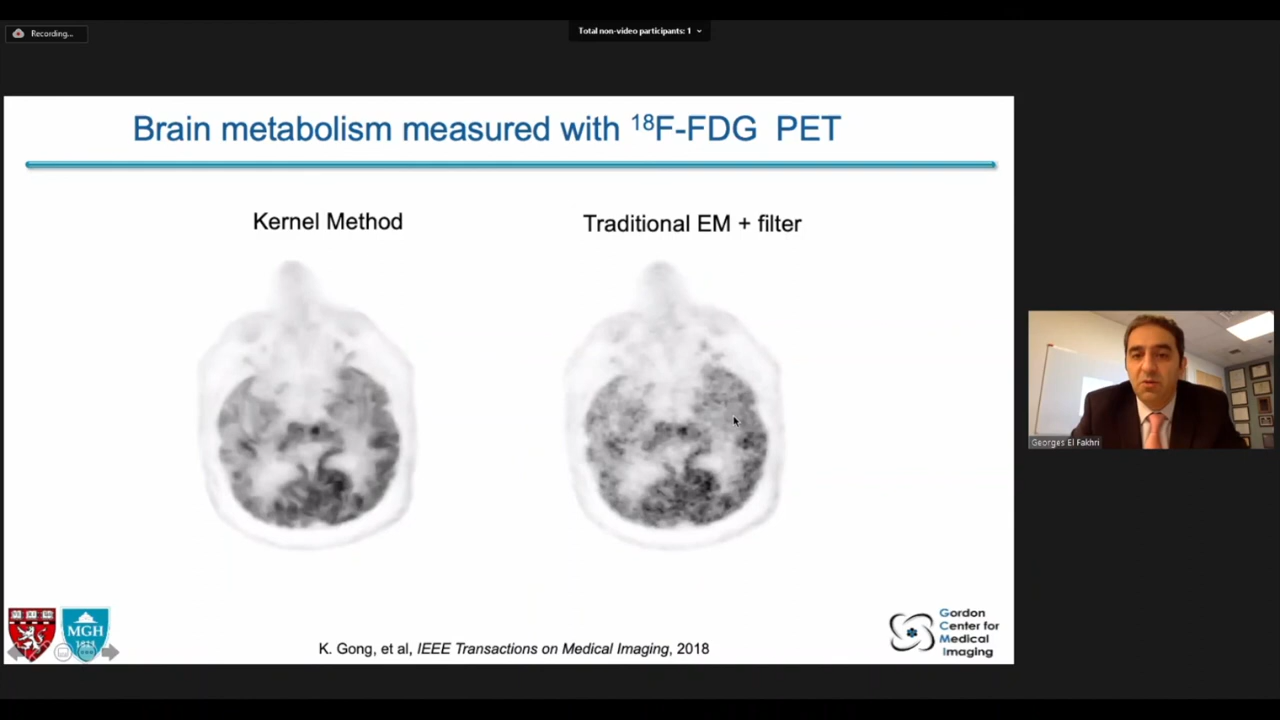 Recording...
Total non-video participants: 1
Brain metabolism measured with ¹⁸F-FDG PET
Kernel Method
Traditional EM + filter
Georges El Fakhri
MGH
1811
K. Gong, et al, IEEE Transactions on Medical Imaging, 2018
Gordon
Center for
Medical
Imaging